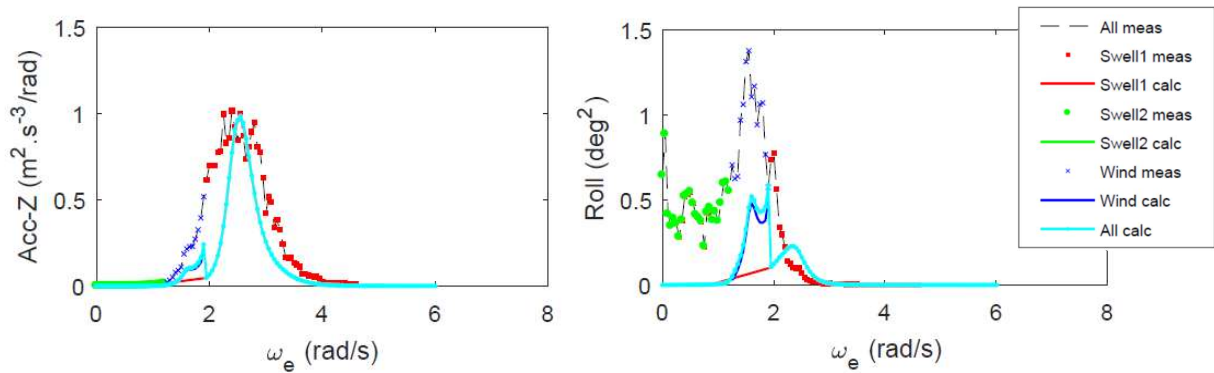 1.5
1
0.5
0
Acc-Z (m².s⁻³/rad)
0 2 4 6 8
ωe (rad/s)
1.5
1
0.5
0
Roll (deg²)
0 2 4 6 8
ωe (rad/s)
All meas
Swell1 meas
Swell1 calc
Swell2 meas
Swell2 calc
Wind meas
Wind calc
All calc